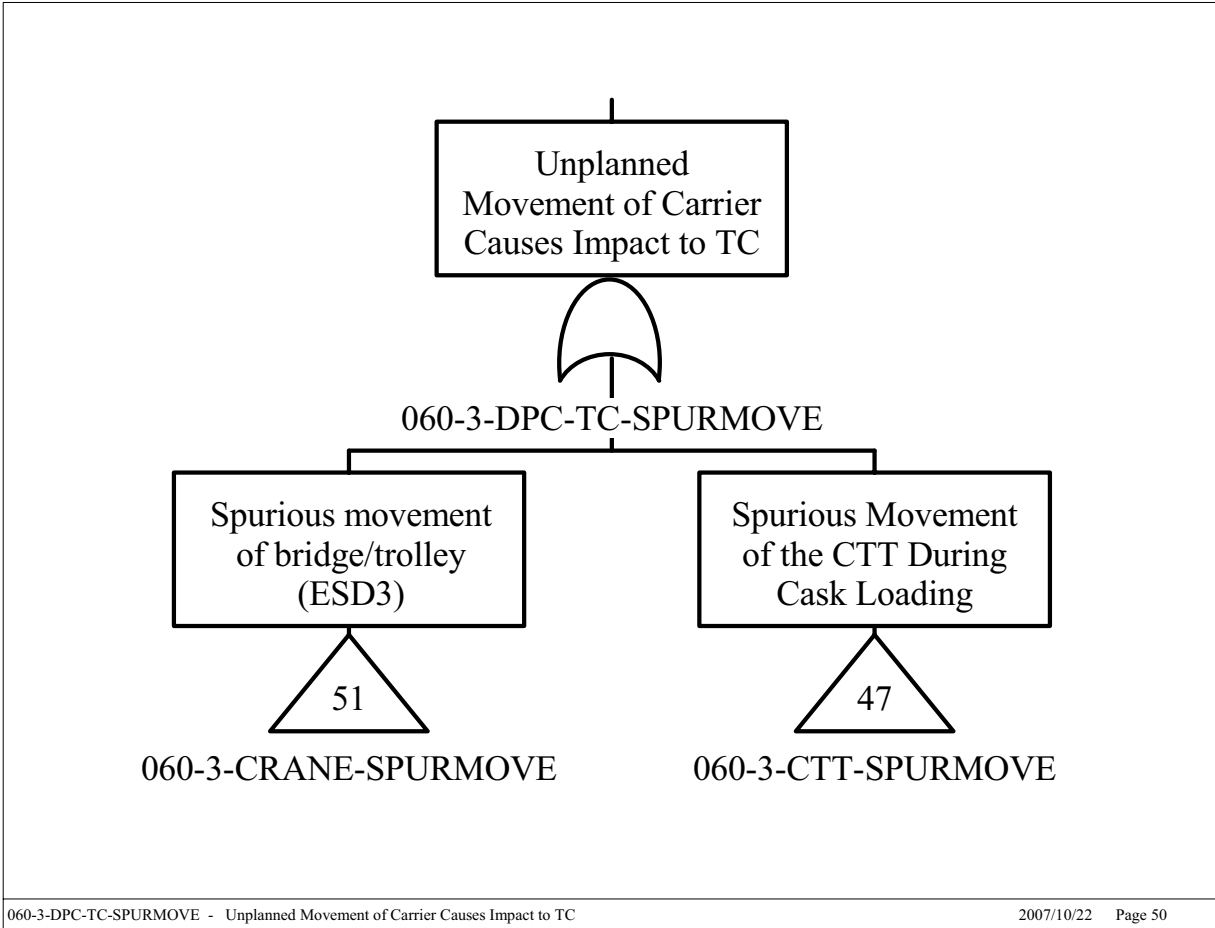 Unplanned
Movement of Carrier
Causes Impact to TC
060-3-DPC-TC-SPURMOVE
Spurious movement
of bridge/trolley
(ESD3)
51
060-3-CRANE-SPURMOVE
Spurious Movement
of the CTT During
Cask Loading
47
060-3-CTT-SPURMOVE
060-3-DPC-TC-SPURMOVE - Unplanned Movement of Carrier Causes Impact to TC 2007/10/22 Page 50